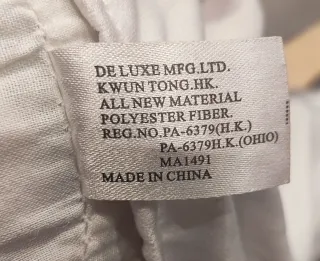 DE LUXE MFG.LTD.
KWUN TONG.HK.
ALL NEW MATERIAL
POLYESTER FIBER.
REG.NO.PA-6379(H.K.)
PA-6379H.K.(OHIO)
MA1491
MADE IN CHINA